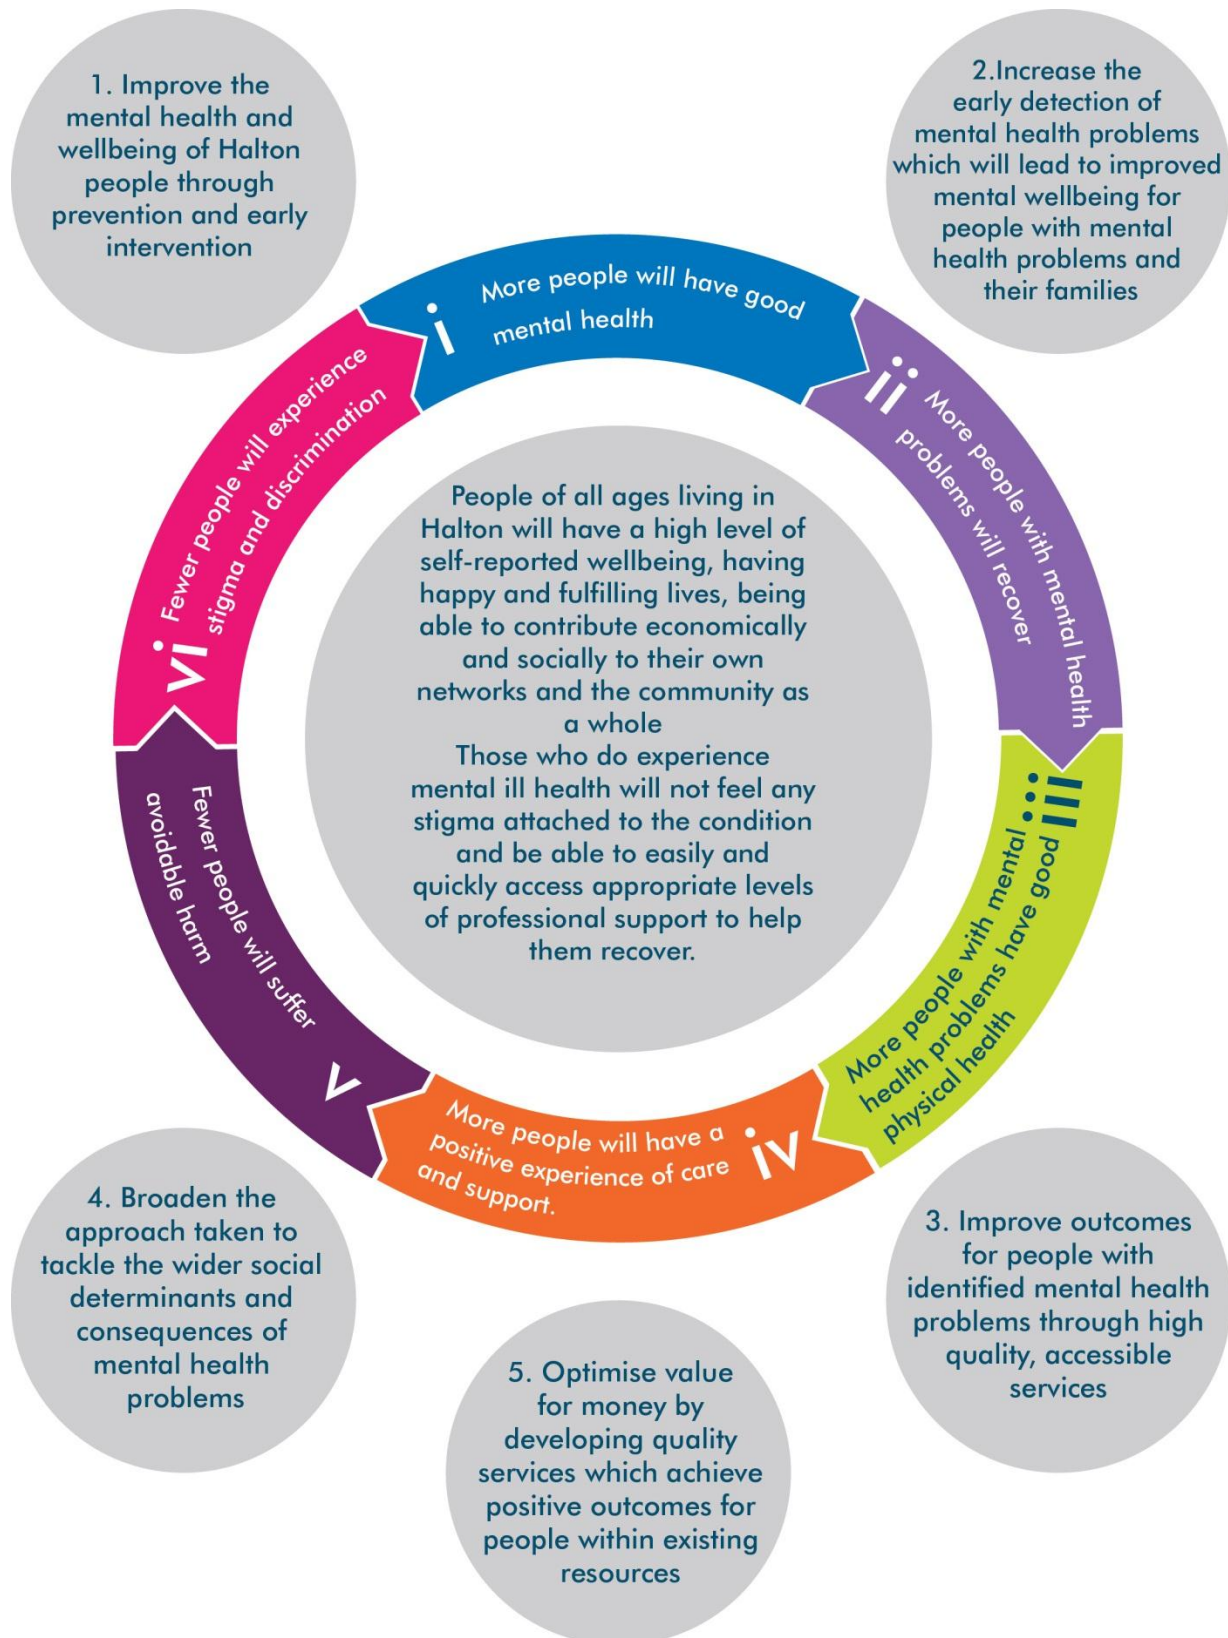 1. Improve the
mental health and
wellbeing of Halton
people through
prevention and early
intervention
2.Increase the
early detection of
mental health problems
which will lead to improved
mental wellbeing for
people with mental
health problems and
their families
i
More people will have good
mental health
ii
More people with mental health
problems will recover
iii
More people with mental
health problems have good
physical health
iv
More people will have a
positive experience of care
and support.
v
Fewer people will suffer
avoidable harm
vi
Fewer people will experience
stigma and discrimination
People of all ages living in
Halton will have a high level of
self-reported wellbeing, having
happy and fulfilling lives, being
able to contribute economically
and socially to their own
networks and the community as
a whole
Those who do experience
mental ill health will not feel any
stigma attached to the condition
and be able to easily and
quickly access appropriate levels
of professional support to help
them recover.
3. Improve outcomes
for people with
identified mental health
problems through high
quality, accessible
services
4. Broaden the
approach taken to
tackle the wider social
determinants and
consequences of
mental health
problems
5. Optimise value
for money by
developing quality
services which achieve
positive outcomes for
people within existing
resources